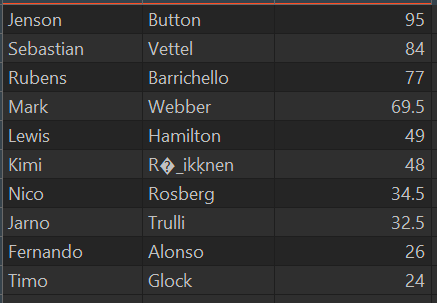 Jenson Button 95
Sebastian Vettel 84
Rubens Barrichello 77
Mark Webber 69.5
Lewis Hamilton 49
Kimi R�_ikķnen 48
Nico Rosberg 34.5
Jarno Trulli 32.5
Fernando Alonso 26
Timo Glock 24